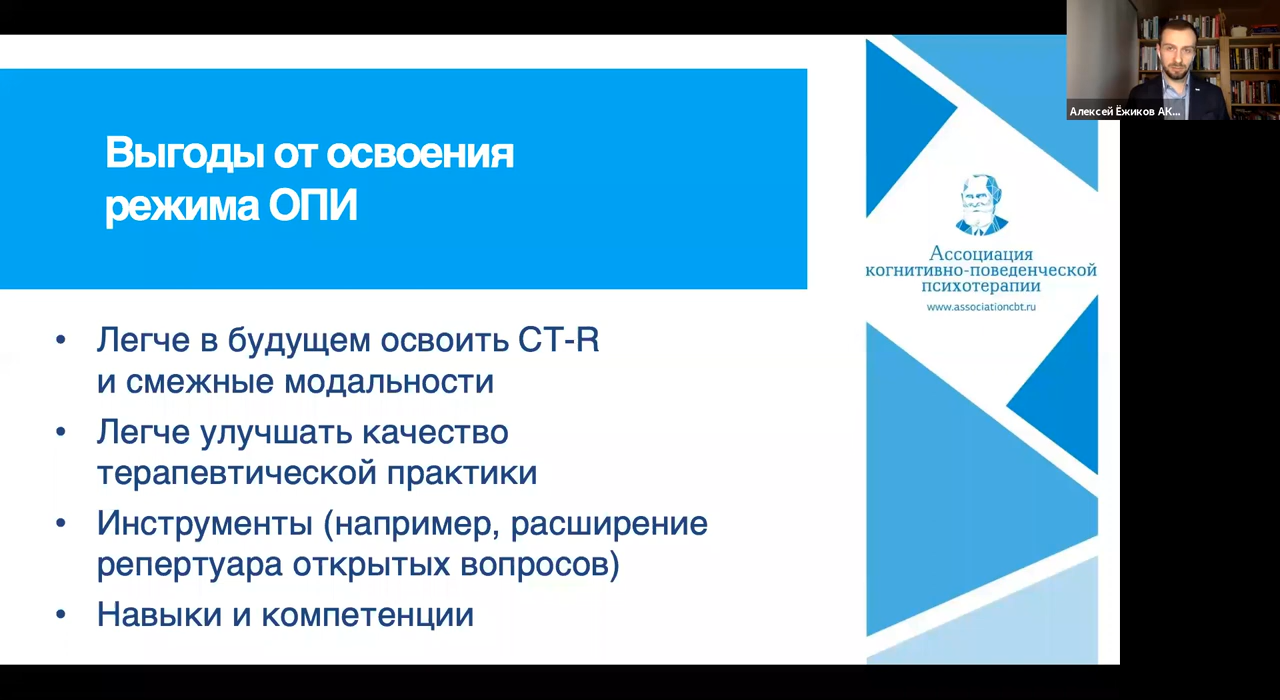 Алексей Ёжиков АК...
Выгоды от освоения
режима ОПИ
Ассоциация
когнитивно-поведенческой
психотерапии
www.associationcbt.ru
• Легче в будущем освоить CT-R
и смежные модальности
• Легче улучшать качество
терапевтической практики
• Инструменты (например, расширение
репертуара открытых вопросов)
• Навыки и компетенции